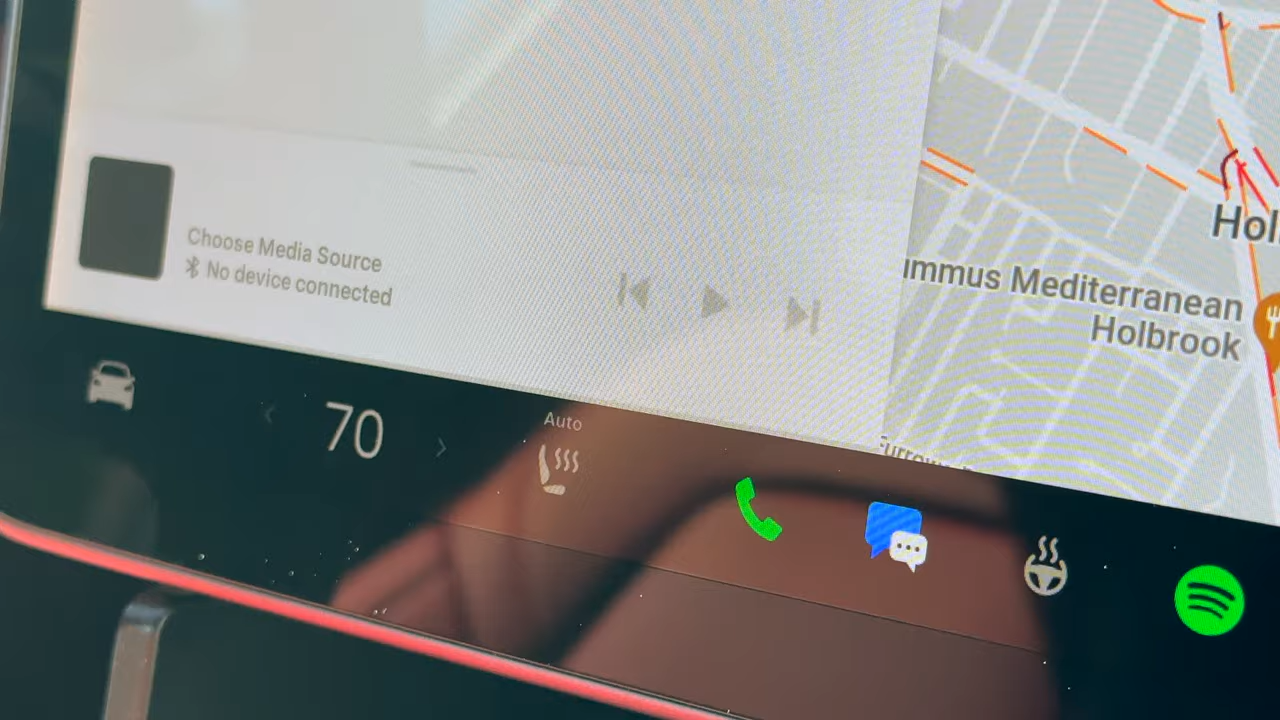 Choose Media Source
No device connected
70
Auto
Hol
ummus Mediterranean
Holbrook